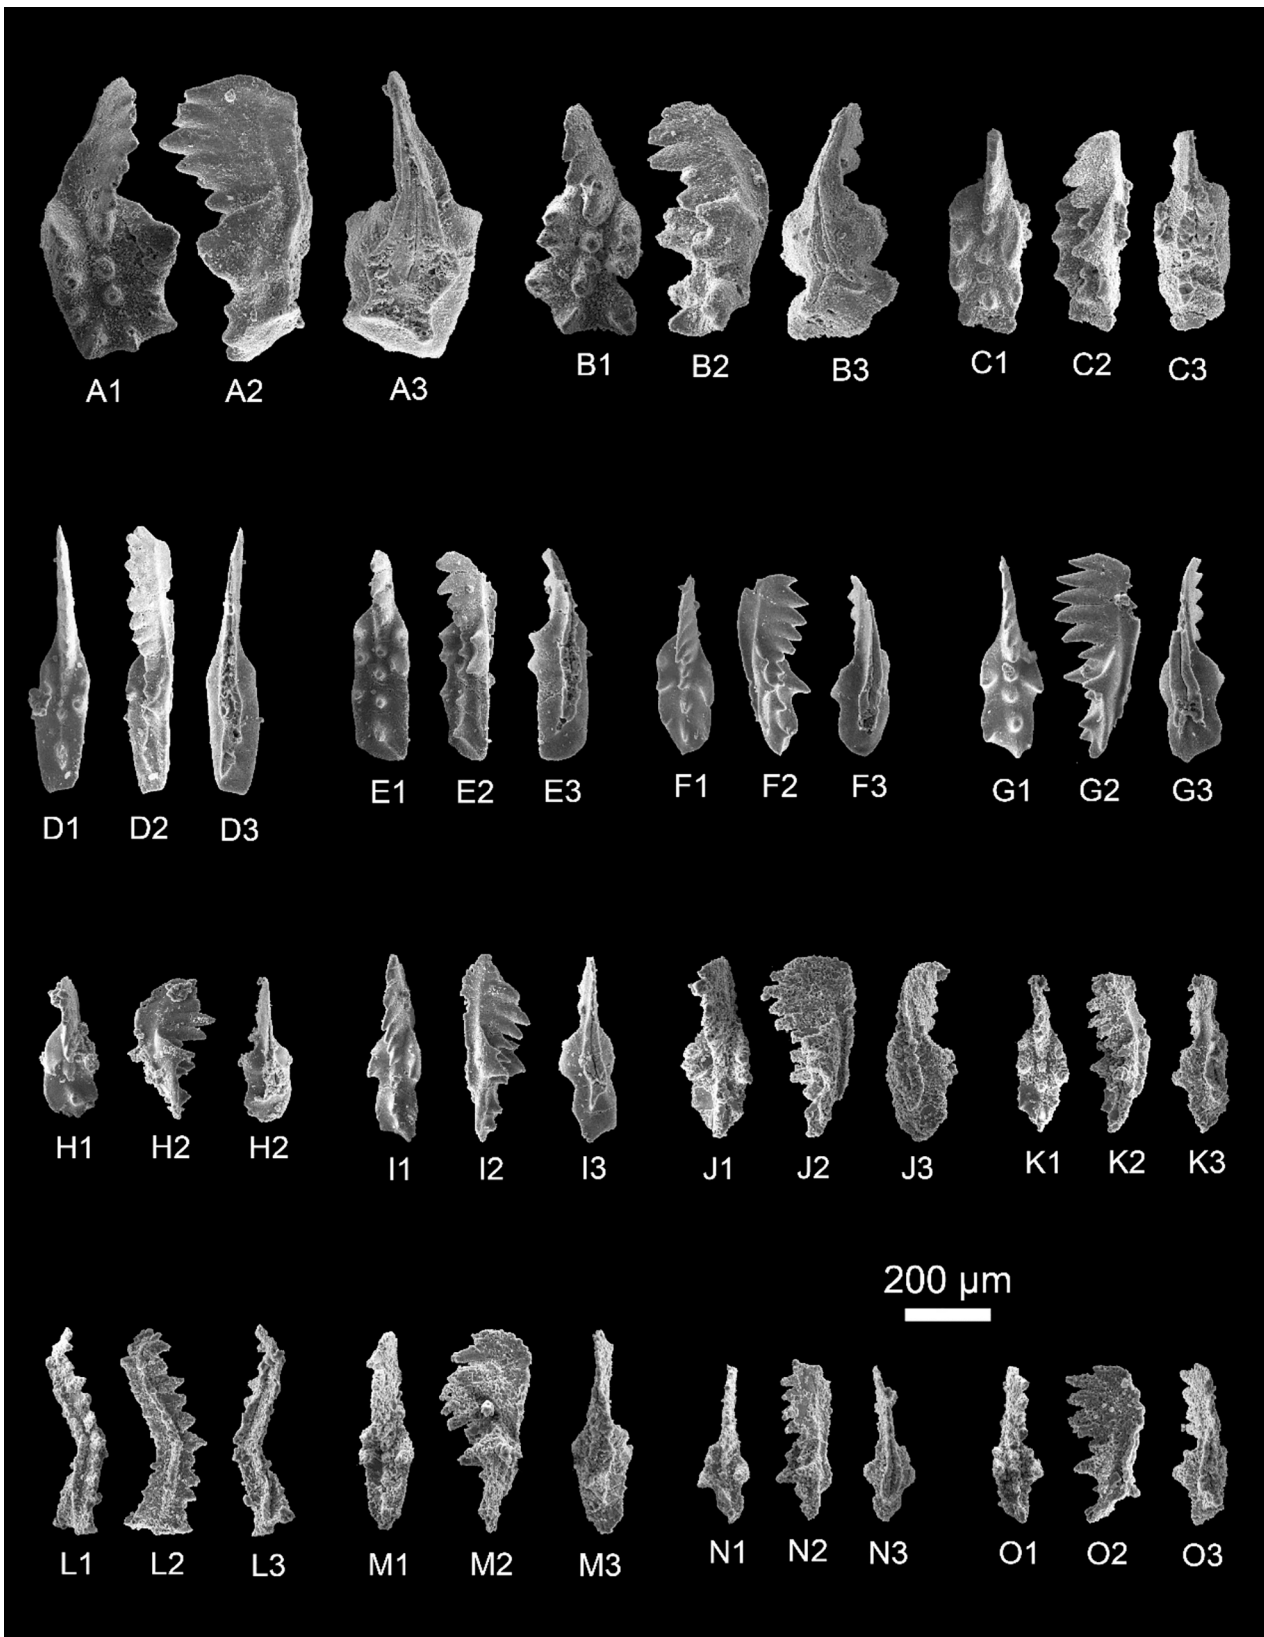 A1 A2 A3 B1 B2 B3 C1 C2 C3
D1 D2 D3 E1 E2 E3 F1 F2 F3 G1 G2 G3
H1 H2 H2 I1 I2 I3 J1 J2 J3 K1 K2 K3
200 µm
L1 L2 L3 M1 M2 M3 N1 N2 N3 O1 O2 O3